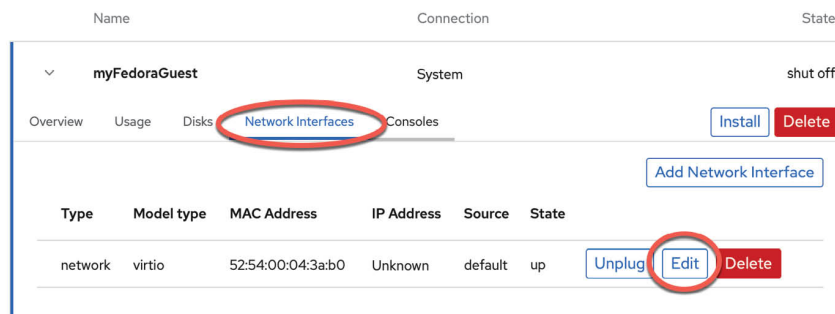 Name Connection State
myFedoraGuest System shut off
Overview Usage Disks Network Interfaces Consoles Install Delete
Add Network Interface
Type Model type MAC Address IP Address Source State
network virtio 52:54:00:04:3a:b0 Unknown default up Unplug Edit Delete